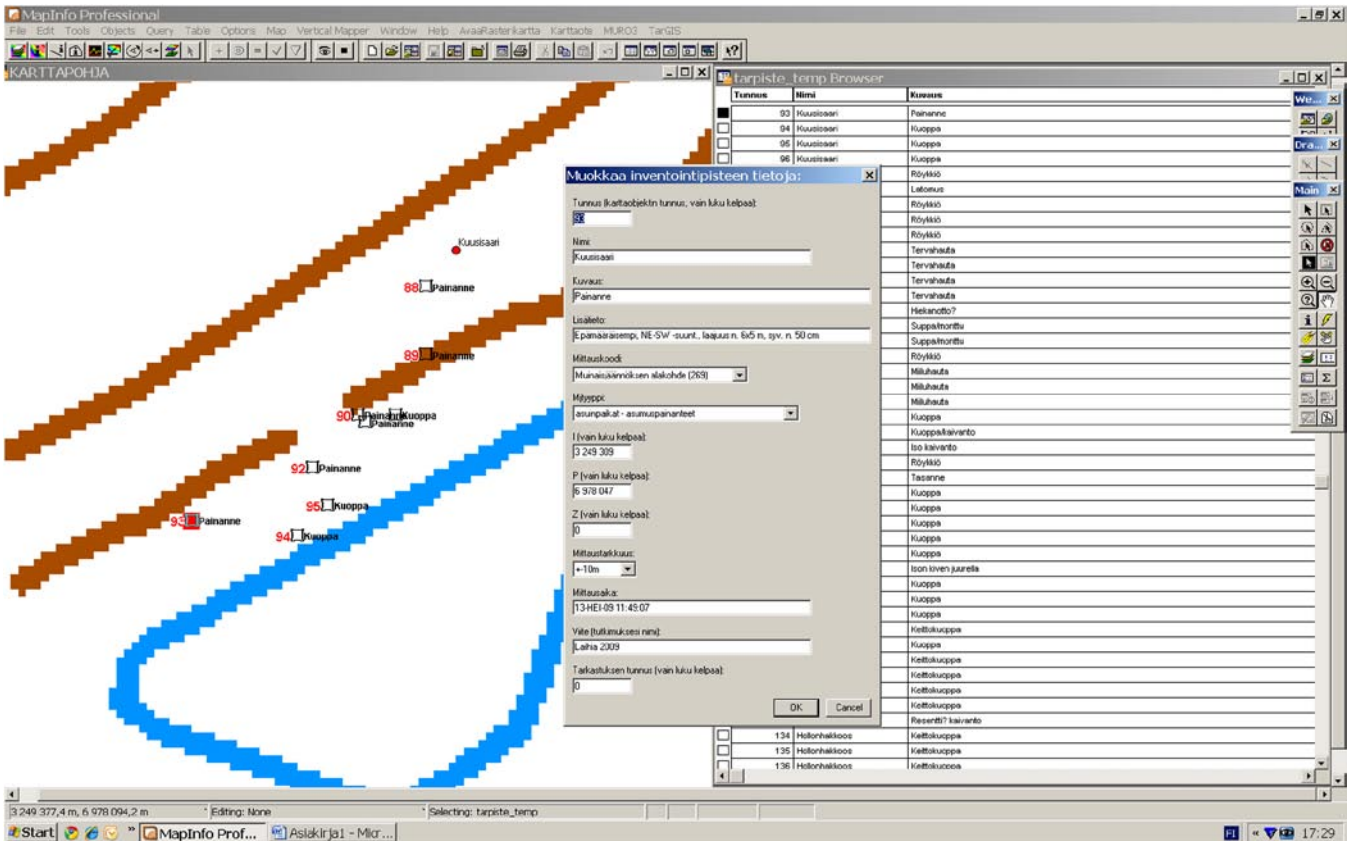 MapInfo Professional
File Edit Tools Objects Query Table Options Map Vertical Mapper Window Help AvaaRasterikartta Karttaote MURO3 TarGIS
KARTTAPOHJA
Kuusisaari
88 Painanne
89 Painanne
90 Painanne Kuoppa
Painanne
92 Painanne
95 Kuoppa
93 Painanne
94 Kuoppa
tarpiste_temp Browser
Tunnus Nimi Kuvaus
93 Kuusisaari Painanne
94 Kuusisaari Kuoppa
95 Kuusisaari Kuoppa
96 Kuusisaari Kuoppa
Röykkiö
Latomus
Röykkiö
Röykkiö
Röykkiö
Tervahauta
Tervahauta
Tervahauta
Tervahauta
Hiekanotto?
Suppa/monttu
Suppa/monttu
Röykkiö
Miiluhauta
Miiluhauta
Miiluhauta
Kuoppa
Kuoppa/kaivanto
Iso kaivanto
Röykkiö
Tasanne
Kuoppa
Kuoppa
Kuoppa
Kuoppa
Kuoppa
Ison kiven juurella
Kuoppa
Kuoppa
Kuoppa
Keittokuoppa
Kuoppa
Keittokuoppa
Keittokuoppa
Keittokuoppa
Keittokuoppa
Resentti? kaivanto
134 Hollonhakkoos Keittokuoppa
135 Hollonhakkoos Keittokuoppa
136 Hollonhakkoos Keittokuoppa
Muokkaa inventointipisteen tietoja:
Tunnus (karttaobjektin tunnus, vain luku kelpaa):
93
Nimi:
Kuusisaari
Kuvaus:
Painanne
Lisätieto:
Epämääräisempi, NE-SW -suunt., laajuus n. 6x5 m, syv. n. 50 cm
Mittauskoodi:
Muinaisjäännöksen alakohde (269)
Mjtyyppi:
asuinpaikat - asumuspainanteet
I (vain luku kelpaa):
3 249 309
P (vain luku kelpaa):
6 978 047
Z (vain luku kelpaa):
0
Mittaustarkkuus:
+-10m
Mittausaika:
13-HEI-09 11:49:07
Viite (tutkimuksesi nimi):
Laihia 2009
Tarkastuksen tunnus (vain luku kelpaa):
0
OK Cancel
We...
Dra...
Main
3 249 377,4 m, 6 978 094,2 m Editing: None Selecting: tarpiste_temp
Start MapInfo Prof... Asiakirja1 - Micr... FI 17:29